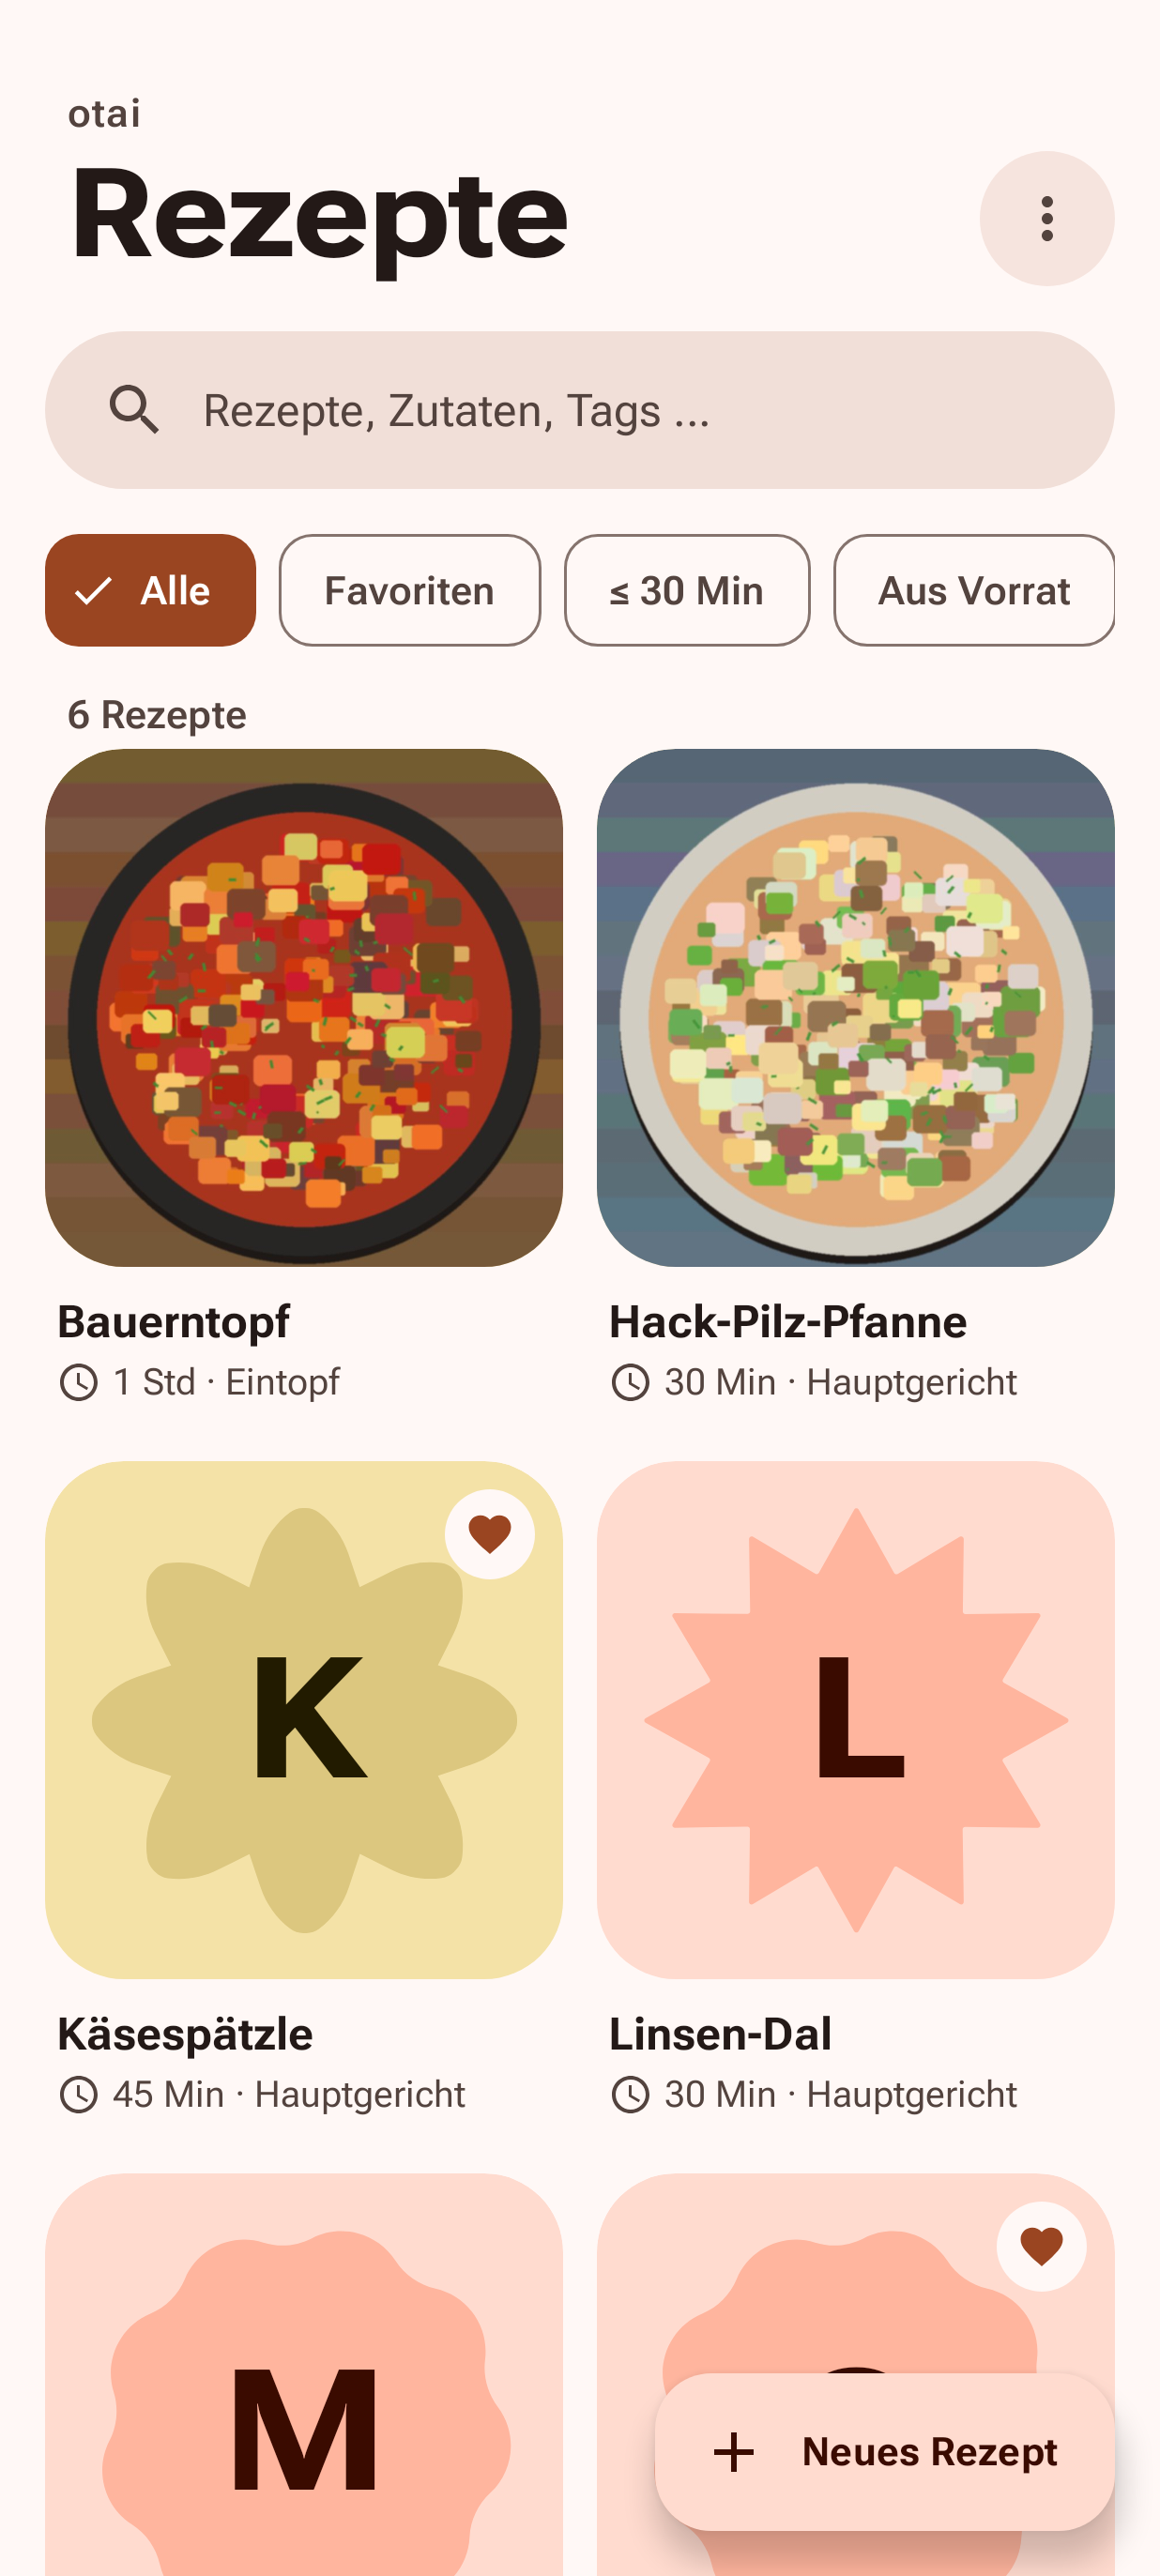 otai
Rezepte
Rezepte, Zutaten, Tags ...
Alle
Favoriten
≤ 30 Min
Aus Vorrat
6 Rezepte
Bauerntopf
1 Std · Eintopf
Hack-Pilz-Pfanne
30 Min · Hauptgericht
K
L
Käsespätzle
45 Min · Hauptgericht
Linsen-Dal
30 Min · Hauptgericht
M
Neues Rezept